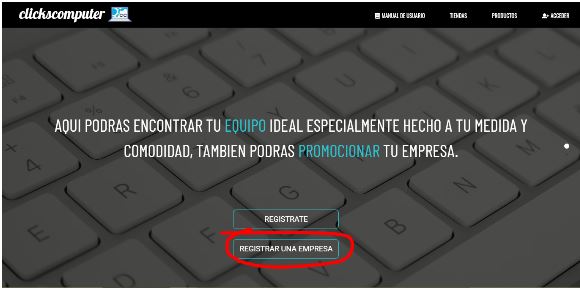 clickscomputer
MANUAL DE USUARIO
TIENDAS
PRODUCTOS
ACCEDER
AQUI PODRAS ENCONTRAR TU EQUIPO IDEAL ESPECIALMENTE HECHO A TU MEDIDA Y
COMODIDAD, TAMBIEN PODRAS PROMOCIONAR TU EMPRESA.
REGISTRATE
REGISTRAR UNA EMPRESA